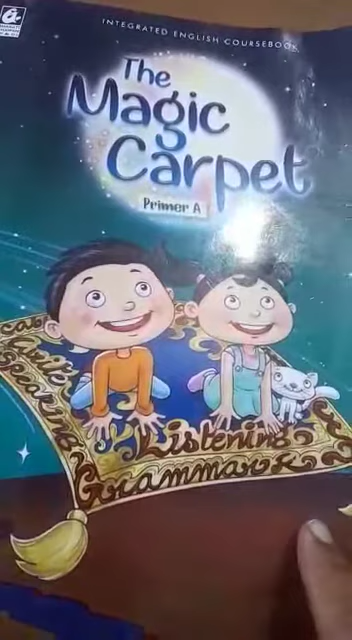 INTEGRATED ENGLISH COURSEBOOK
The
Magic
Carpet
Primer A
Speaking
Listening
Grammar